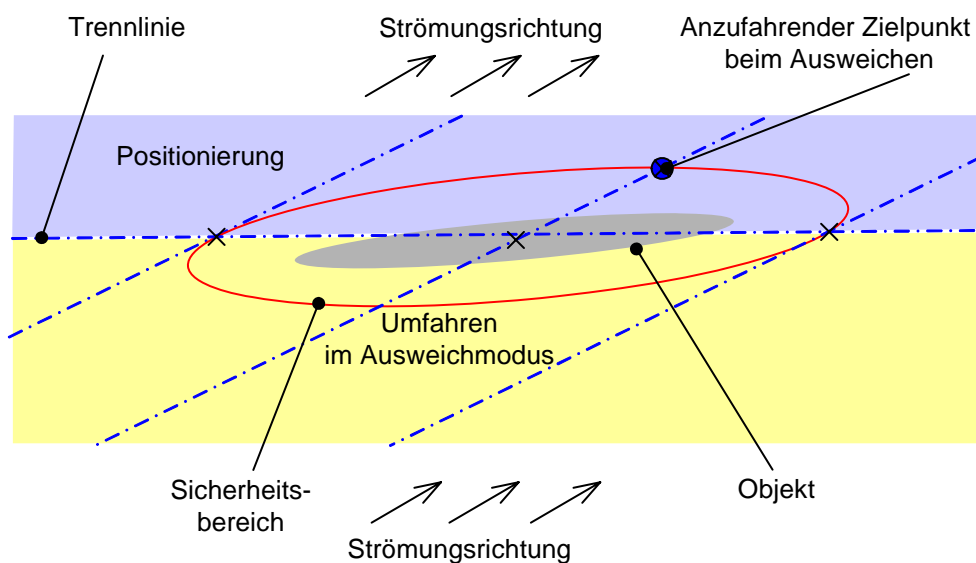 Trennlinie
Strömungsrichtung
Anzufahrender Zielpunkt
beim Ausweichen
Positionierung
Umfahren
im Ausweichmodus
Sicherheits-
bereich
Objekt
Strömungsrichtung